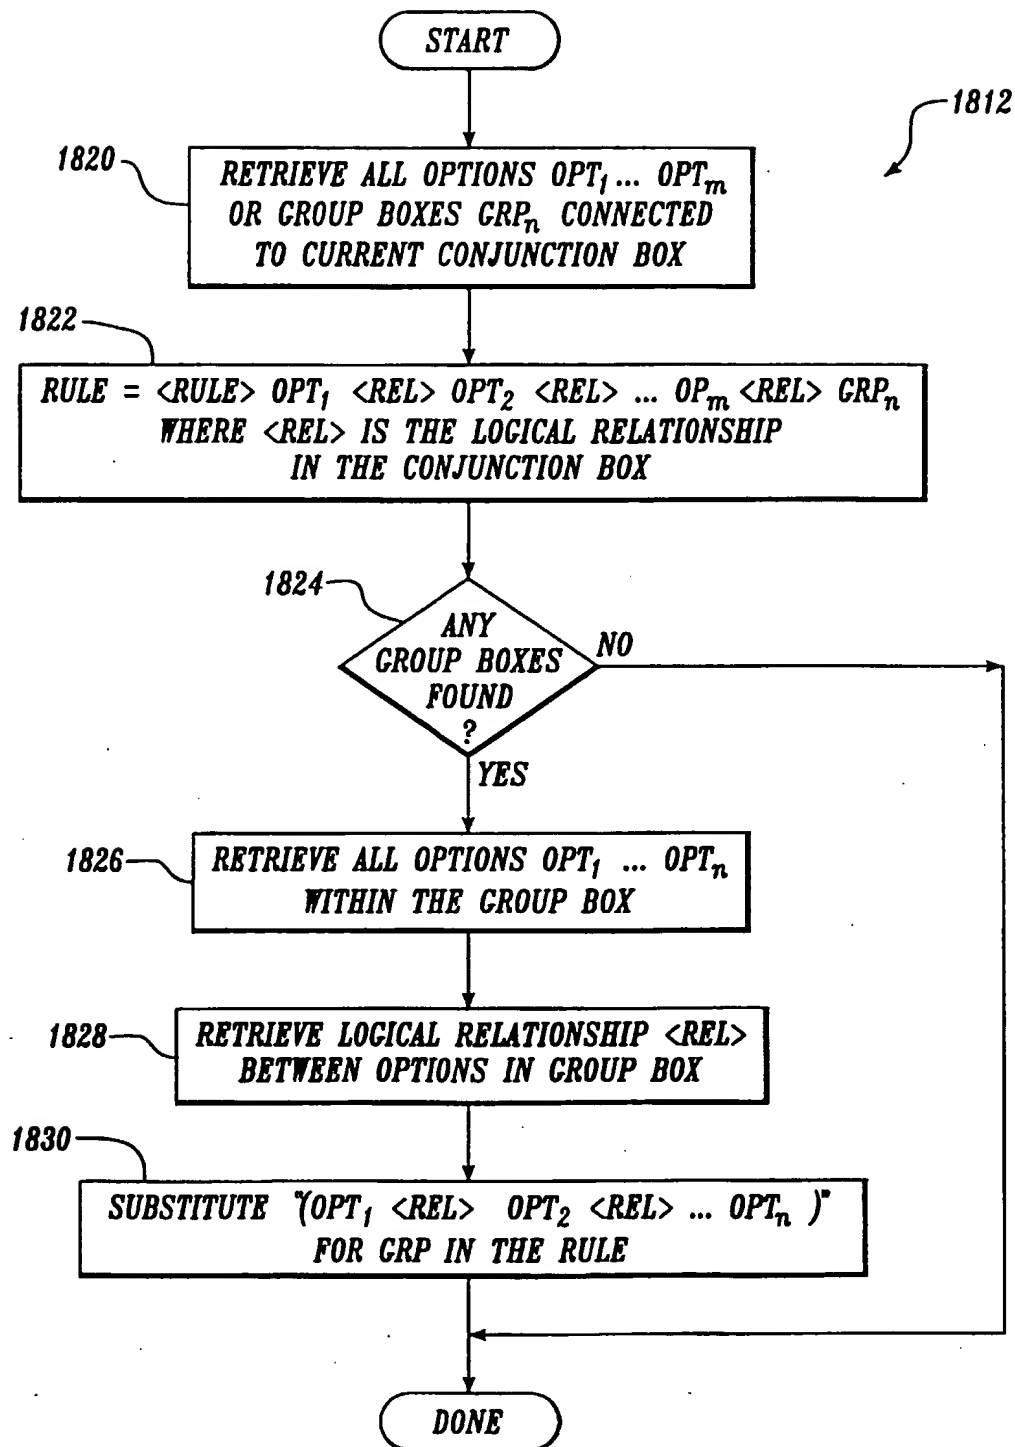 START
1812
1820
RETRIEVE ALL OPTIONS OPT₁ ... OPTₘ
OR GROUP BOXES GRPₙ CONNECTED
TO CURRENT CONJUNCTION BOX
1822
RULE = <RULE> OPT₁ <REL> OPT₂ <REL> ... OPₘ <REL> GRPₙ
WHERE <REL> IS THE LOGICAL RELATIONSHIP
IN THE CONJUNCTION BOX
1824
ANY
GROUP BOXES
FOUND
?
NO
YES
1826
RETRIEVE ALL OPTIONS OPT₁ ... OPTₙ
WITHIN THE GROUP BOX
1828
RETRIEVE LOGICAL RELATIONSHIP <REL>
BETWEEN OPTIONS IN GROUP BOX
1830
SUBSTITUTE "(OPT₁ <REL> OPT₂ <REL> ... OPTₙ )"
FOR GRP IN THE RULE
DONE